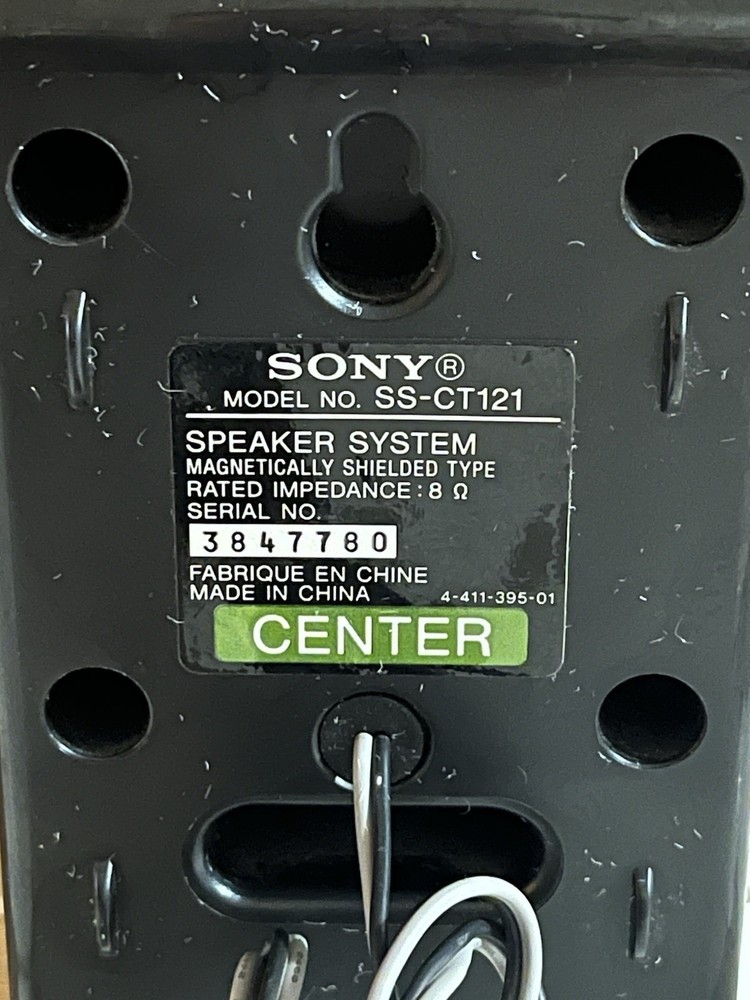 SONY®
MODEL NO. SS-CT121
SPEAKER SYSTEM
MAGNETICALLY SHIELDED TYPE
RATED IMPEDANCE : 8 Ω
SERIAL NO.
3847780
FABRIQUE EN CHINE
MADE IN CHINA 4-411-395-01
CENTER